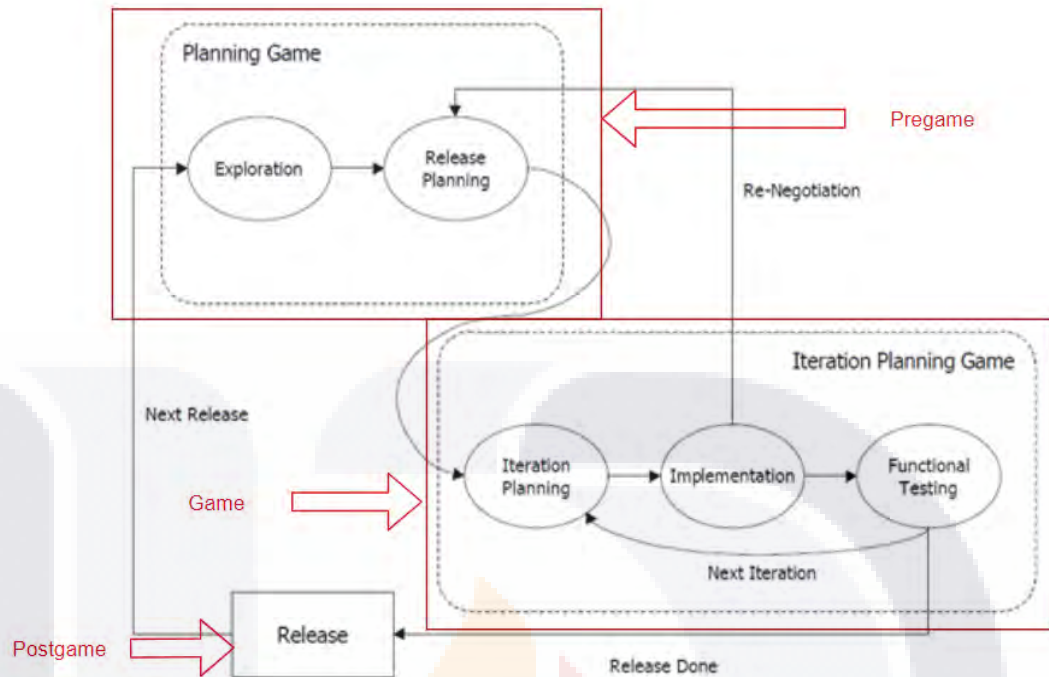 Planning Game
Pregame
Exploration
Release
Planning
Re-Negotiation
Iteration Planning Game
Next Release
Iteration
Planning
Implementation
Functional
Testing
Game
Next Iteration
Release
Postgame
Release Done